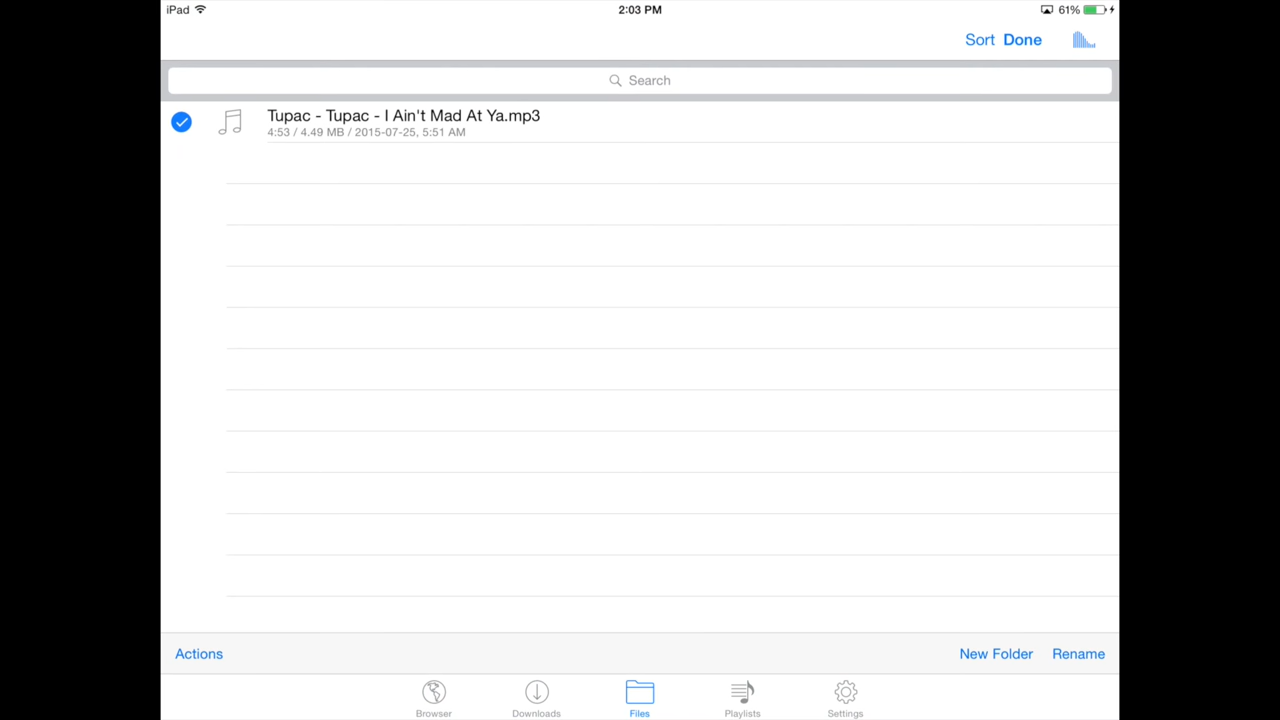 iPad 2:03 PM 61%
Sort Done
Search
Tupac - Tupac - I Ain't Mad At Ya.mp3
4:53 / 4.49 MB / 2015-07-25, 5:51 AM
Actions New Folder Rename
Browser Downloads Files Playlists Settings